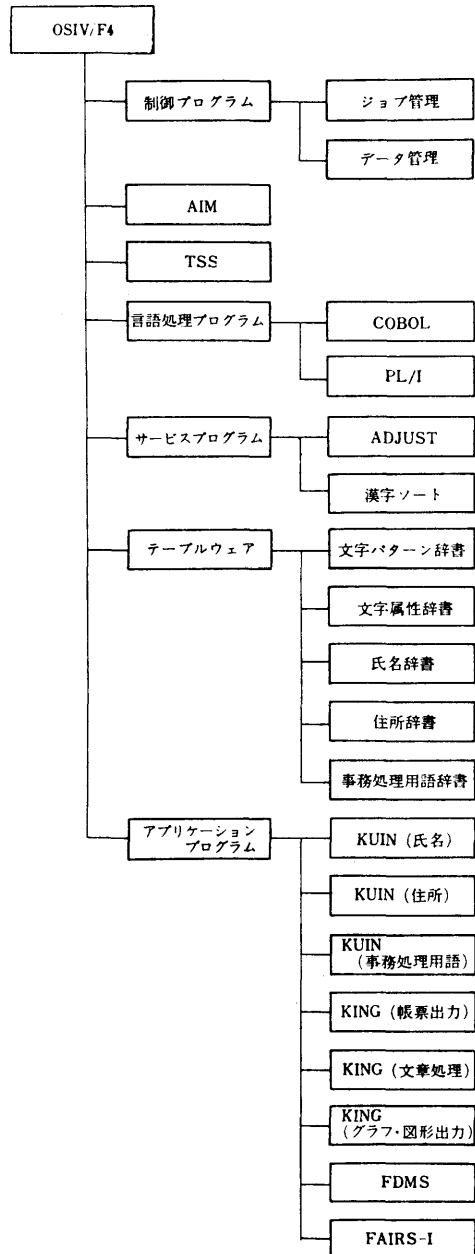 OSIV/F4
制御プログラム
ジョブ管理
データ管理
AIM
TSS
言語処理プログラム
COBOL
PL/I
サービスプログラム
ADJUST
漢字ソート
テーブルウェア
文字パターン辞書
文字属性辞書
氏名辞書
住所辞書
事務処理用語辞書
アプリケーション
プログラム
KUIN (氏名)
KUIN (住所)
KUIN
(事務処理用語)
KING (帳票出力)
KING (文章処理)
KING
(グラフ・図形出力)
FDMS
FAIRS-I